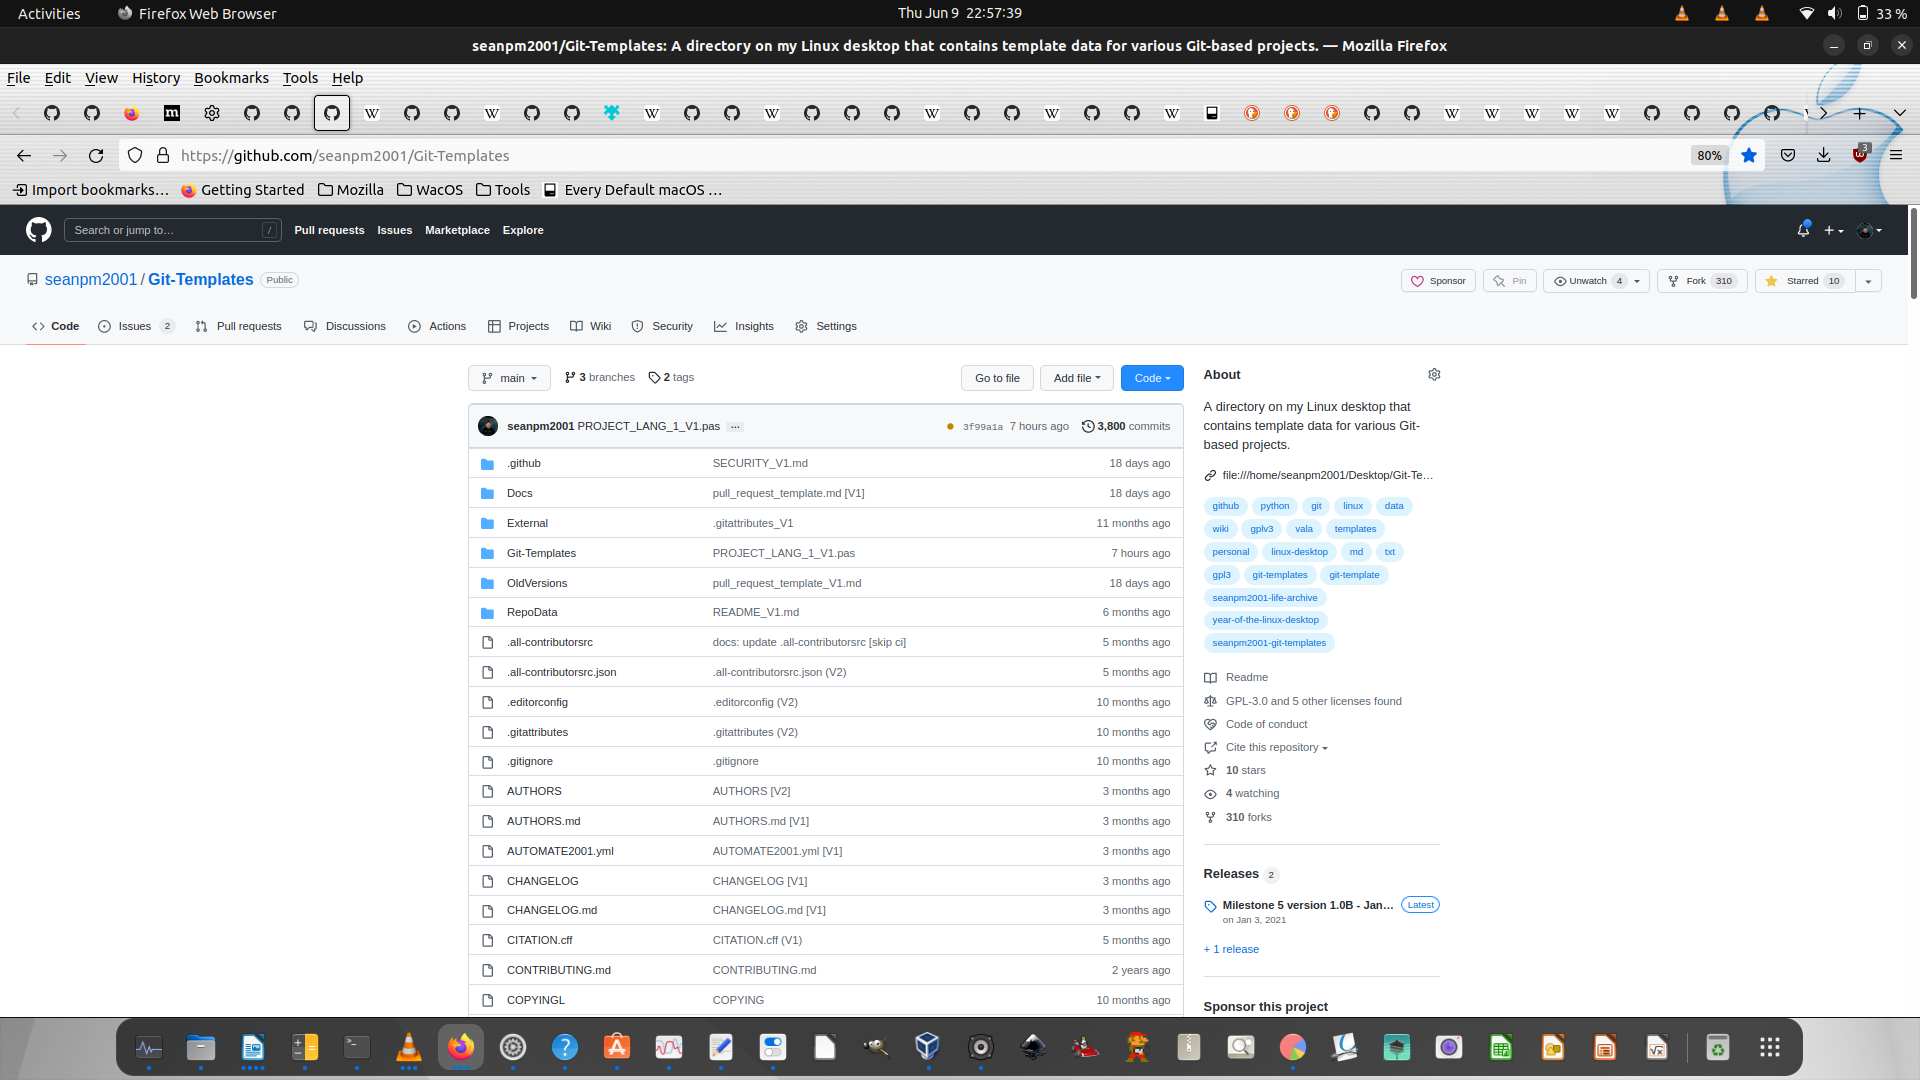 Activities Firefox Web Browser Thu Jun 9 22:57:39 33 %
seanpm2001/Git-Templates: A directory on my Linux desktop that contains template data for various Git-based projects. — Mozilla Firefox
File Edit View History Bookmarks Tools Help
https://github.com/seanpm2001/Git-Templates 80% 3
Import bookmarks… Getting Started Mozilla WacOS Tools Every Default macOS …
Search or jump to… / Pull requests Issues Marketplace Explore
seanpm2001 / Git-Templates Public Sponsor Pin Unwatch 4 Fork 310 Starred 10
Code Issues 2 Pull requests Discussions Actions Projects Wiki Security Insights Settings
main 3 branches 2 tags Go to file Add file Code
seanpm2001 PROJECT_LANG_1_V1.pas ... 3f99a1a 7 hours ago 3,800 commits
.github SECURITY_V1.md 18 days ago
Docs pull_request_template.md [V1] 18 days ago
External .gitattributes_V1 11 months ago
Git-Templates PROJECT_LANG_1_V1.pas 7 hours ago
OldVersions pull_request_template_V1.md 18 days ago
RepoData README_V1.md 6 months ago
.all-contributorsrc docs: update .all-contributorsrc [skip ci] 5 months ago
.all-contributorsrc.json .all-contributorsrc.json (V2) 5 months ago
.editorconfig .editorconfig (V2) 10 months ago
.gitattributes .gitattributes (V2) 10 months ago
.gitignore .gitignore 10 months ago
AUTHORS AUTHORS [V2] 3 months ago
AUTHORS.md AUTHORS.md [V1] 3 months ago
AUTOMATE2001.yml AUTOMATE2001.yml [V1] 3 months ago
CHANGELOG CHANGELOG [V1] 3 months ago
CHANGELOG.md CHANGELOG.md [V1] 3 months ago
CITATION.cff CITATION.cff (V1) 5 months ago
CONTRIBUTING.md CONTRIBUTING.md 2 years ago
COPYINGL COPYING 10 months ago
About
A directory on my Linux desktop that
contains template data for various Git-
based projects.
file:///home/seanpm2001/Desktop/Git-Te…
github python git linux data
wiki gplv3 vala templates
personal linux-desktop md txt
gpl3 git-templates git-template
seanpm2001-life-archive
year-of-the-linux-desktop
seanpm2001-git-templates
Readme
GPL-3.0 and 5 other licenses found
Code of conduct
Cite this repository
10 stars
4 watching
310 forks
Releases 2
Milestone 5 version 1.0B - Jan… Latest
on Jan 3, 2021
+ 1 release
Sponsor this project